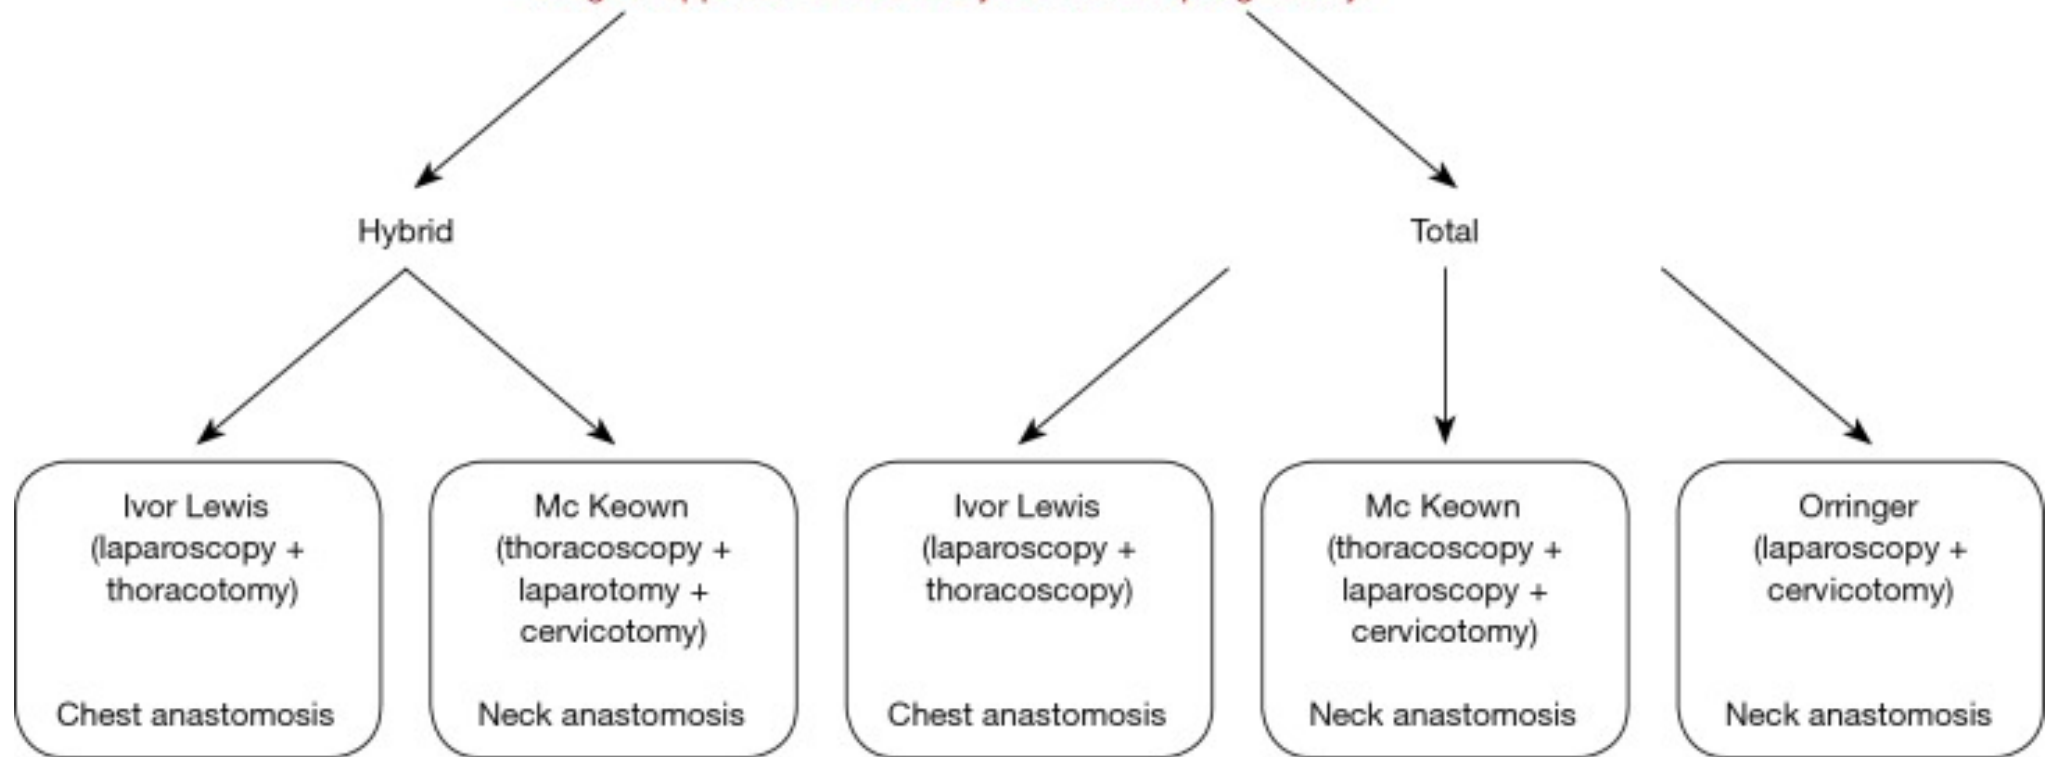 Hybrid
Total
Ivor Lewis
(laparoscopy +
thoracotomy)
Chest anastomosis
Mc Keown
(thoracoscopy +
laparotomy +
cervicotomy)
Neck anastomosis
Ivor Lewis
(laparoscopy +
thoracoscopy)
Chest anastomosis
Mc Keown
(thoracoscopy +
laparoscopy +
cervicotomy)
Neck anastomosis
Orringer
(laparoscopy +
cervicotomy)
Neck anastomosis